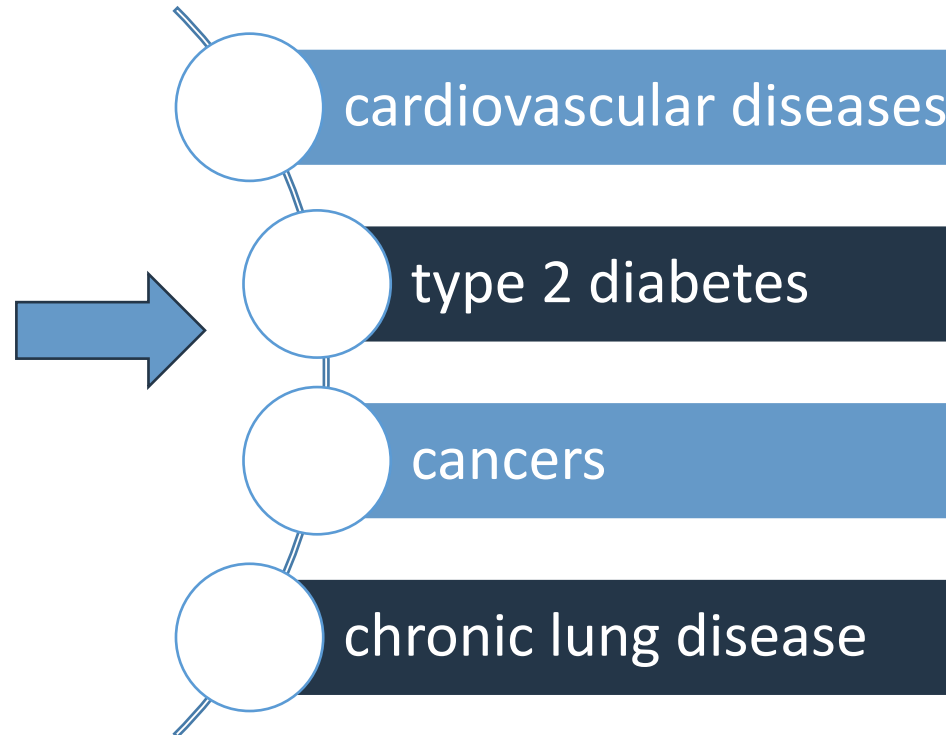 cardiovascular diseases
type 2 diabetes
cancers
chronic lung disease